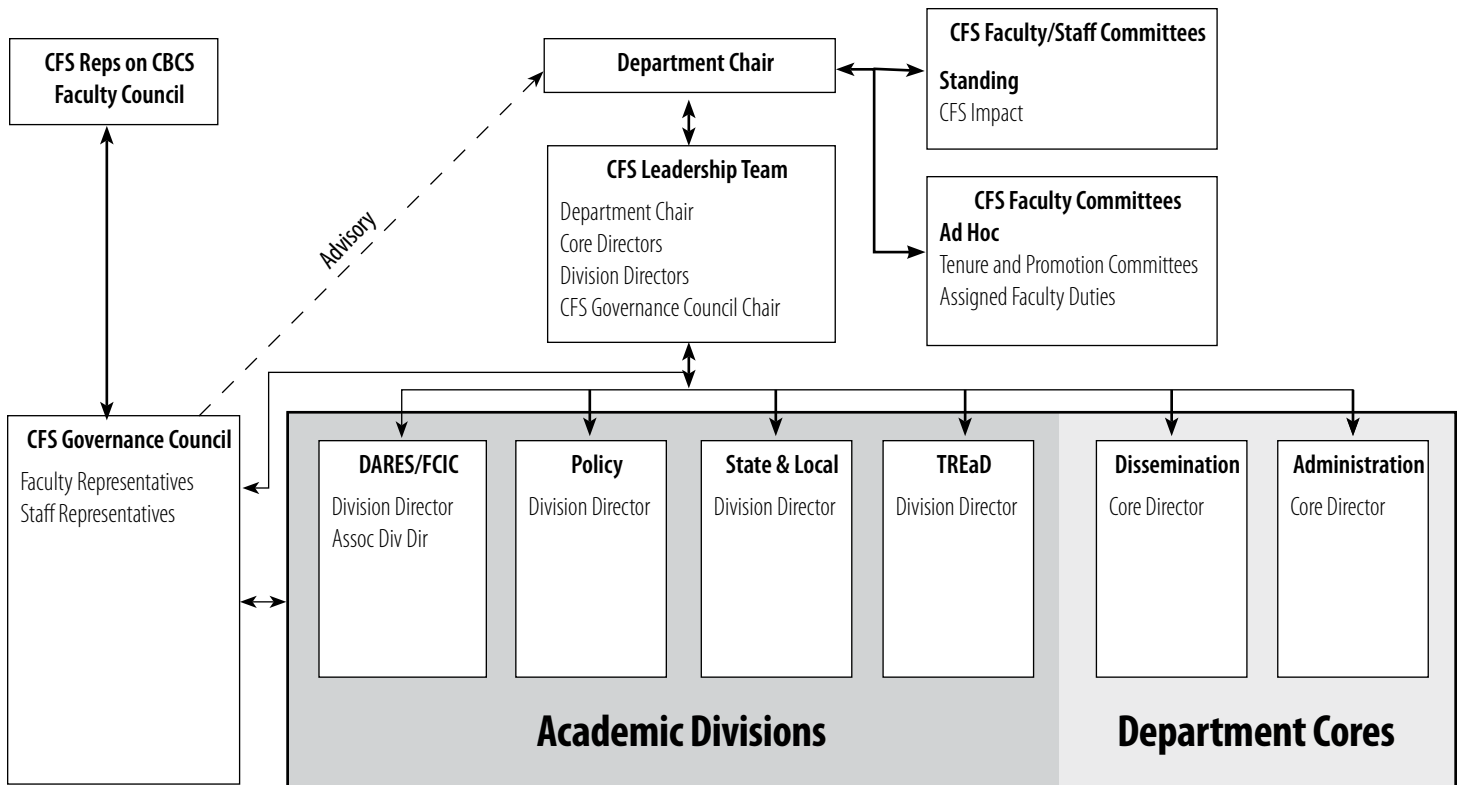 CFS Reps on CBCS
Faculty Council
Department Chair
CFS Faculty/Staff Committees
Standing
CFS Impact
CFS Leadership Team
Department Chair
Core Directors
Division Directors
CFS Governance Council Chair
CFS Faculty Committees
Ad Hoc
Tenure and Promotion Committees
Assigned Faculty Duties
Advisory
CFS Governance Council
Faculty Representatives
Staff Representatives
DARES/FCIC
Division Director
Assoc Div Dir
Policy
Division Director
State & Local
Division Director
TREaD
Division Director
Dissemination
Core Director
Administration
Core Director
Academic Divisions
Department Cores